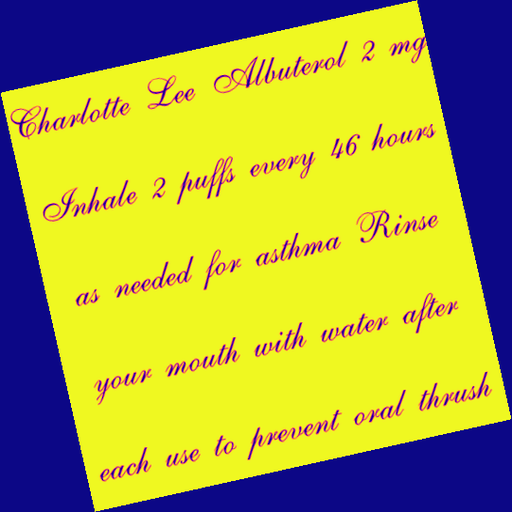 Charlotte Lee Albuterol 2 mg
Inhale 2 puffs every 46 hours
as needed for asthma Rinse
your mouth with water after
each use to prevent oral thrush